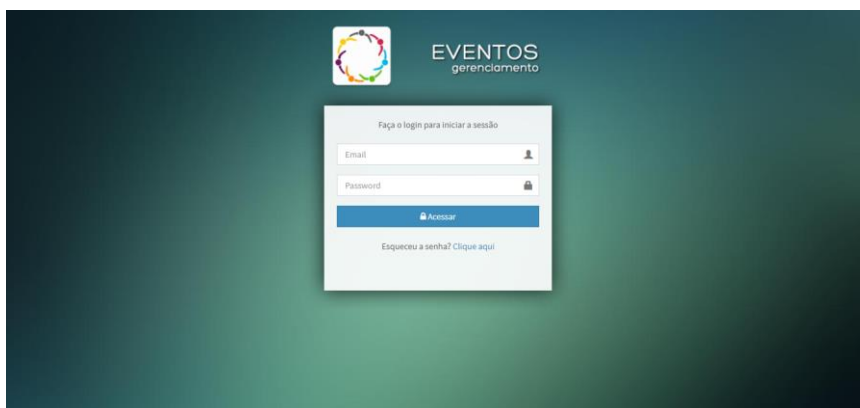 EVENTOS
gerenciamento
Faça o login para iniciar a sessão
Email
Password
Acessar
Esqueceu a senha? Clique aqui